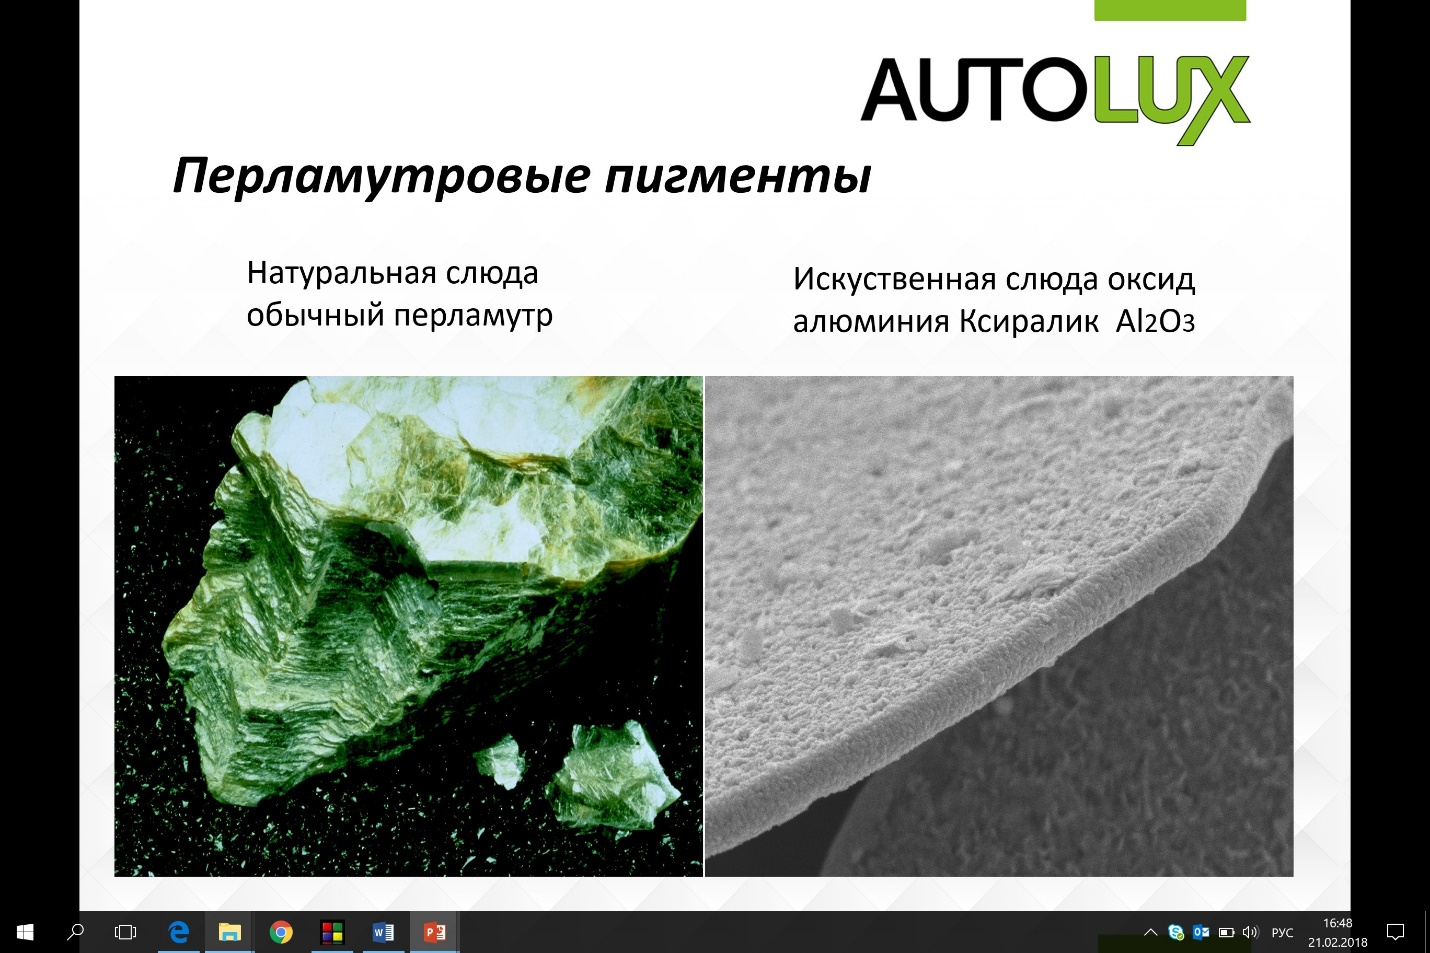 AUTOLUX
Перламутровые пигменты
Натуральная слюда
обычный перламутр
Искуственная слюда оксид
алюминия Ксиралик Al2O3
РУС
16:48
21.02.2018